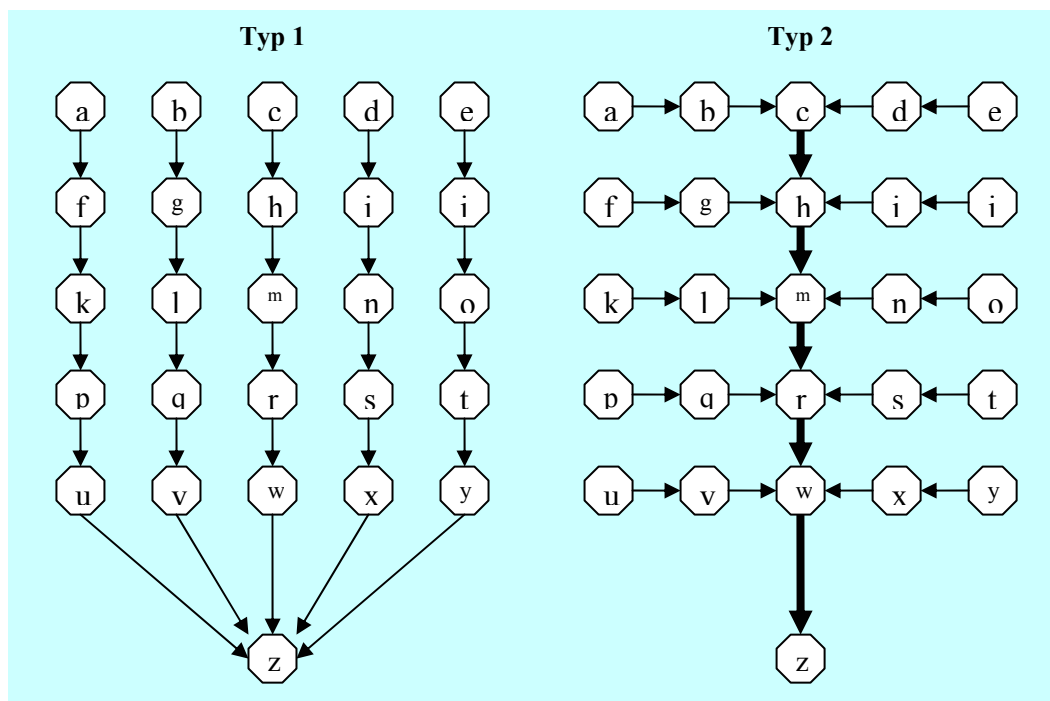 Typ 1 Typ 2
a b c d e a b c d e
f g h i j f g h i j
k l m n o k l m n o
p q r s t p q r s t
u v w x y u v w x y
z z